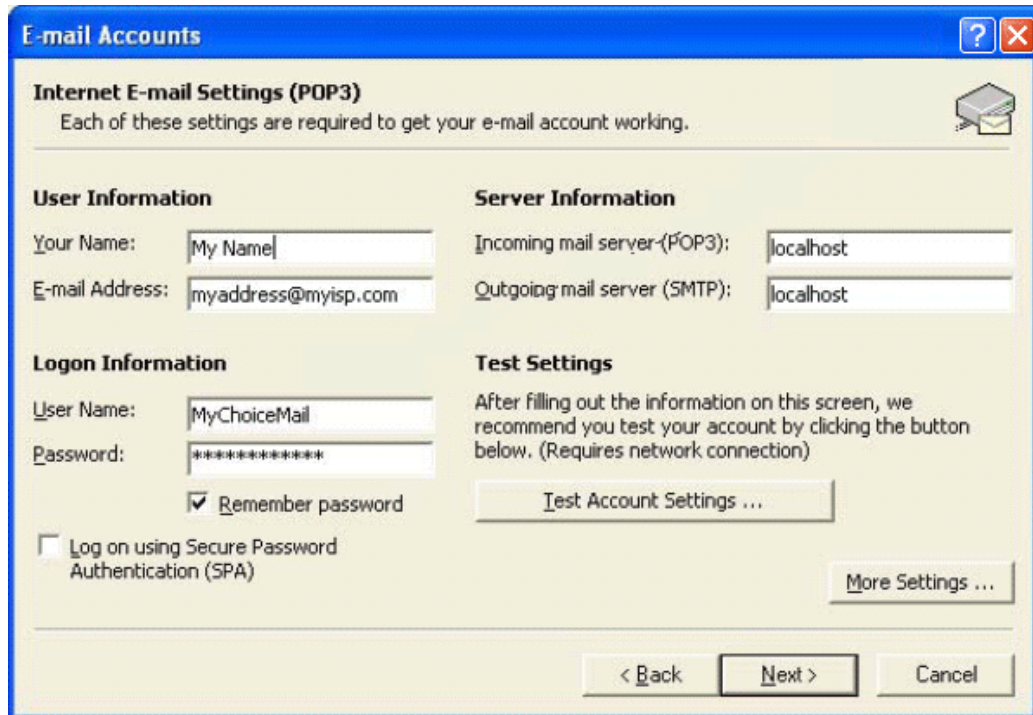 E-mail Accounts
?
Internet E-mail Settings (POP3)
Each of these settings are required to get your e-mail account working.
User Information
Your Name:
My Name
E-mail Address:
myaddress@myisp.com
Server Information
Incoming mail server (POP3):
localhost
Outgoing mail server (SMTP):
localhost
Logon Information
User Name:
MyChoiceMail
Password:
************
Remember password
Log on using Secure Password
Authentication (SPA)
Test Settings
After filling out the information on this screen, we
recommend you test your account by clicking the button
below. (Requires network connection)
Test Account Settings ...
More Settings ...
< Back
Next >
Cancel